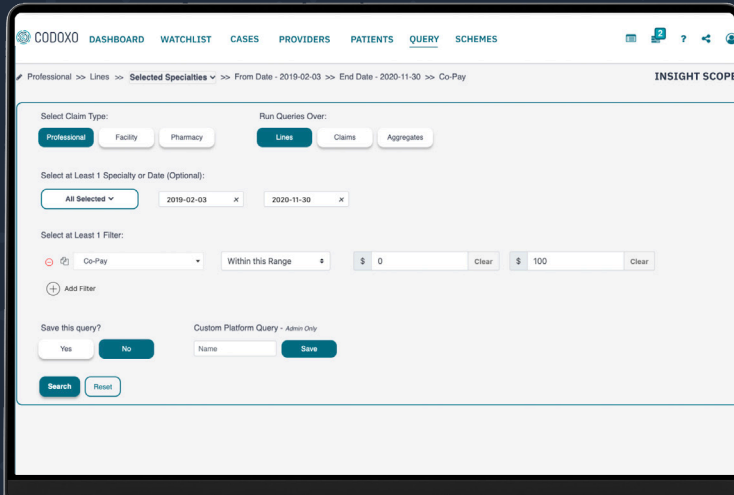 CODOXO DASHBOARD WATCHLIST CASES PROVIDERS PATIENTS QUERY SCHEMES 2 ?
Professional >> Lines >> Selected Specialties >> From Date - 2019-02-03 >> End Date - 2020-11-30 >> Co-Pay INSIGHT SCOPE
Select Claim Type: Run Queries Over:
Professional Facility Pharmacy Lines Claims Aggregates
Select at Least 1 Specialty or Date (Optional):
All Selected 2019-02-03 × 2020-11-30 ×
Select at Least 1 Filter:
Co-Pay Within this Range $ 0 Clear $ 100 Clear
Add Filter
Save this query? Custom Platform Query - Admin Only
Yes No Name Save
Search Reset